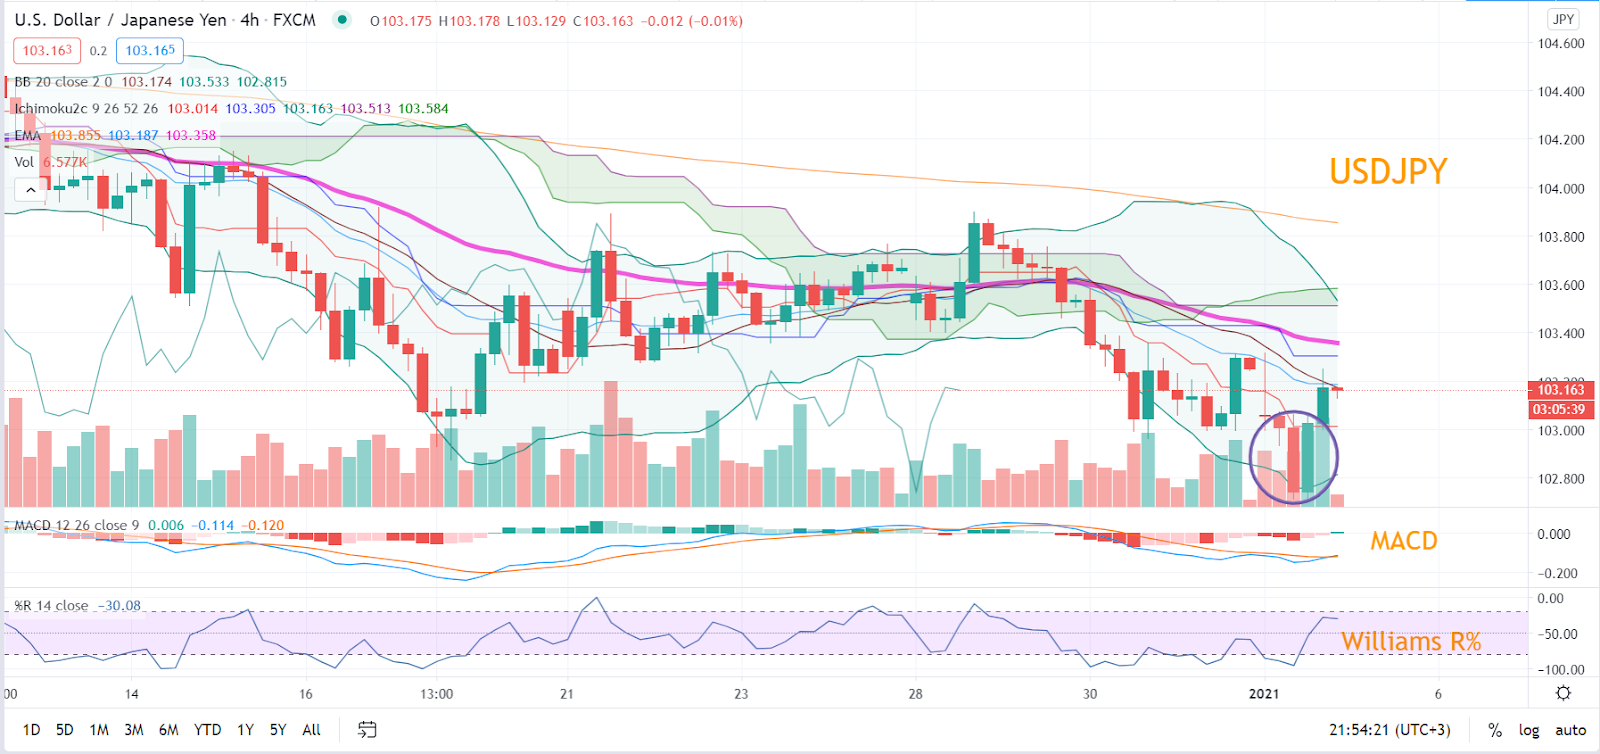 U.S. Dollar / Japanese Yen · 4h · FXCM O103.175 H103.178 L103.129 C103.163 −0.012 (−0.01%)
JPY
103.163 0.2 103.165
BB 20 close 2 0 103.174 103.533 102.815
Ichimoku2c 9 26 52 26 103.014 103.305 103.163 103.513 103.584
EMA 103.855 103.187 103.358
Vol 6.577K
USDJPY
104.600
104.400
104.200
104.000
103.800
103.600
103.400
103.200
103.163
03:05:39
103.000
102.800
MACD 12 26 close 9 0.006 −0.114 −0.120
MACD
0.000
−0.200
%R 14 close −30.08
Williams R%
0.00
−50.00
−100.00
:00 14 16 13:00 21 23 28 30 2021 6
1D 5D 1M 3M 6M YTD 1Y 5Y All 21:54:21 (UTC+3) % log auto